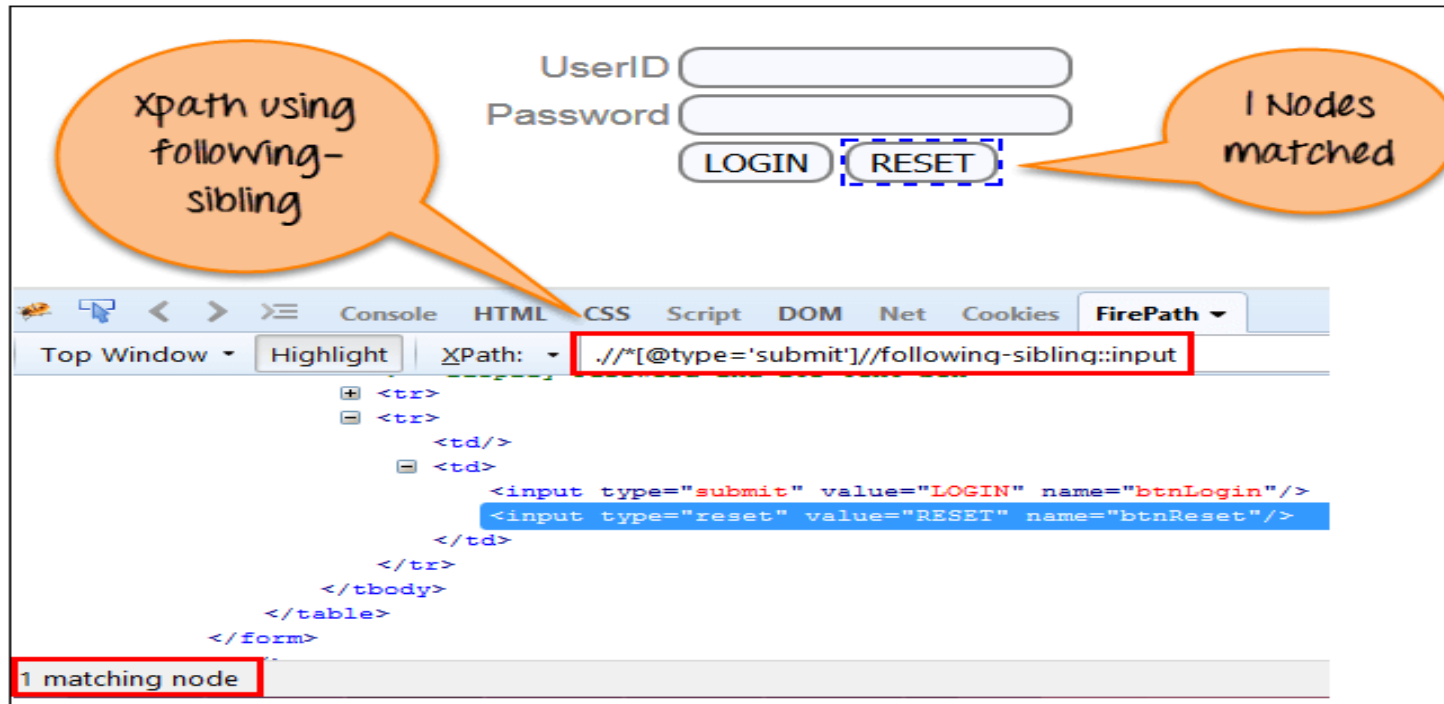 UserID
Password
LOGIN RESET
Xpath using
following-
sibling
1 Nodes
matched
Console HTML CSS Script DOM Net Cookies FirePath
Top Window Highlight XPath: .//*[@type='submit']//following-sibling::input
<tr>
<tr>
<td/>
<td>
<input type="submit" value="LOGIN" name="btnLogin"/>
<input type="reset" value="RESET" name="btnReset"/>
</td>
</tr>
</tbody>
</table>
</form>
1 matching node